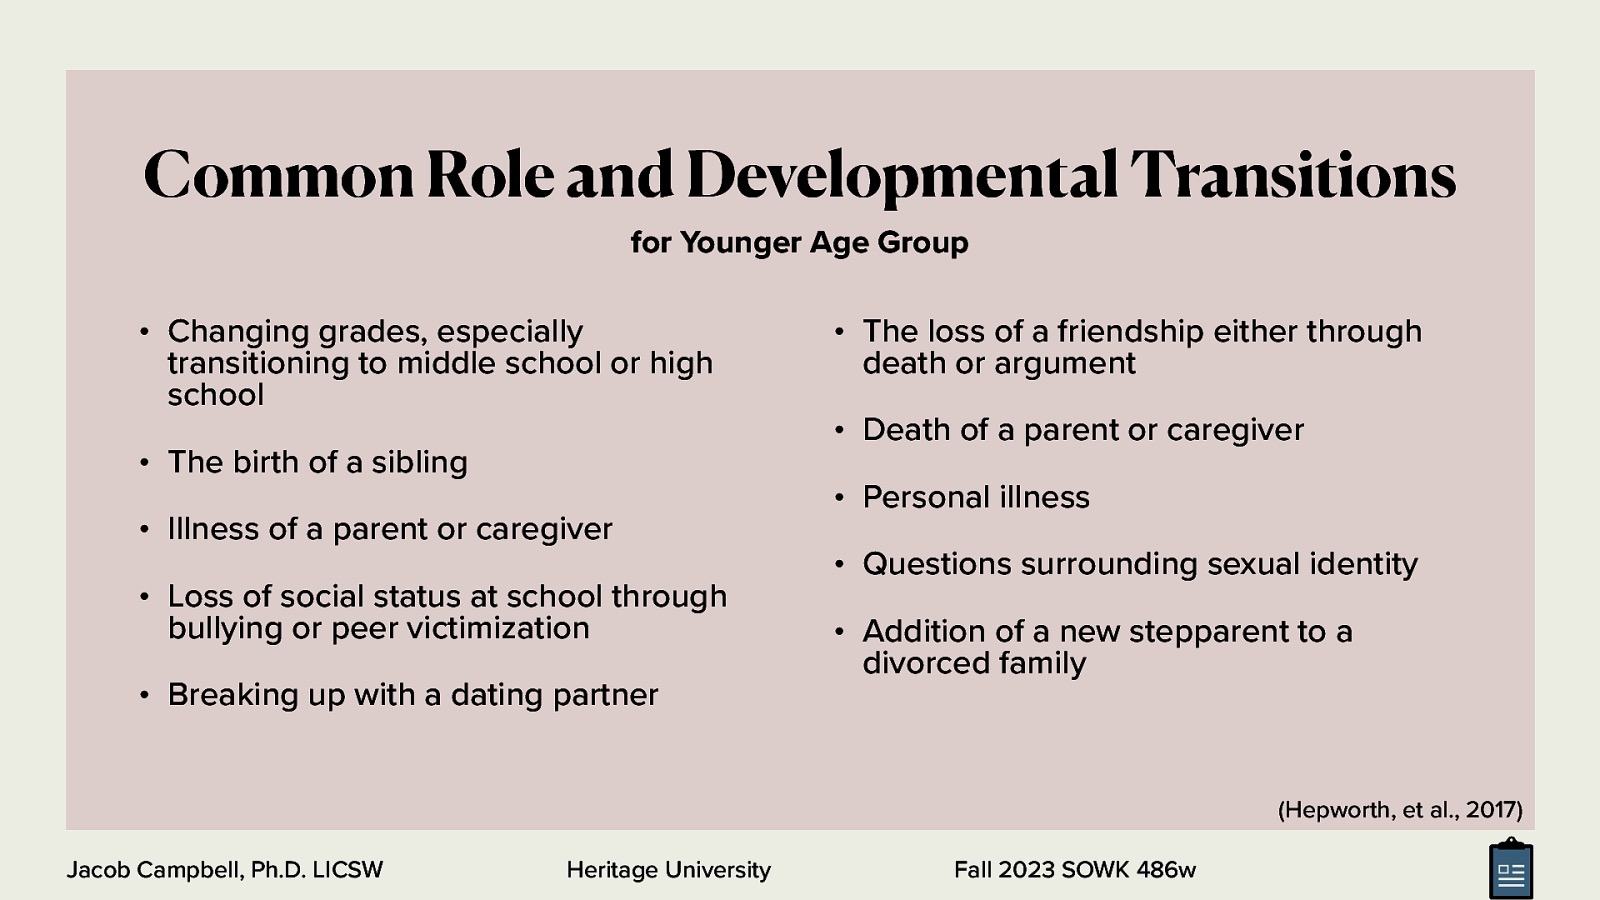 Common Role and Developmental Transitions
for Younger Age Group
• Changing grades, especially
transitioning to middle school or high
school
• The birth of a sibling
• Illness of a parent or caregiver
• Loss of social status at school through
bullying or peer victimization
• Breaking up with a dating partner
• The loss of a friendship either through
death or argument
• Death of a parent or caregiver
• Personal illness
• Questions surrounding sexual identity
• Addition of a new stepparent to a
divorced family
(Hepworth, et al., 2017)
Jacob Campbell, Ph.D. LICSW
Heritage University
Fall 2023 SOWK 486w